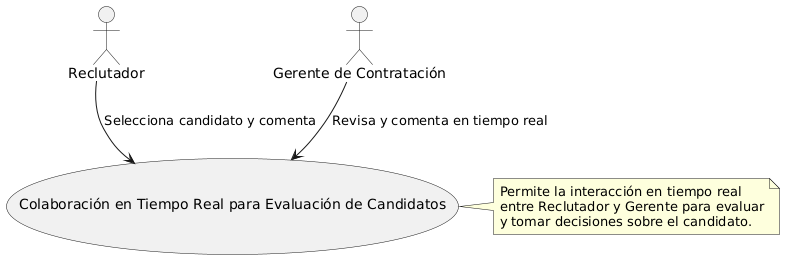 Reclutador
Gerente de Contratación
Selecciona candidato y comenta
Revisa y comenta en tiempo real
Colaboración en Tiempo Real para Evaluación de Candidatos
Permite la interacción en tiempo real
entre Reclutador y Gerente para evaluar
y tomar decisiones sobre el candidato.